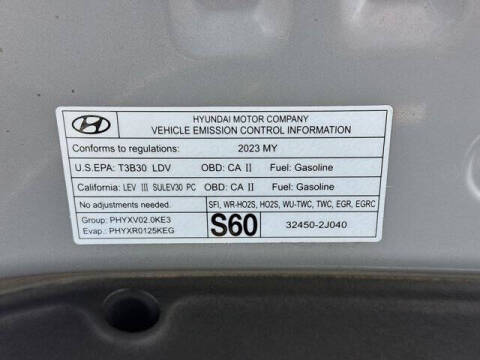 HYUNDAI MOTOR COMPANY
VEHICLE EMISSION CONTROL INFORMATION
Conforms to regulations: 2023 MY
U.S.EPA: T3B30 LDV OBD: CA II Fuel: Gasoline
California: LEV III SULEV30 PC OBD: CA II Fuel: Gasoline
No adjustments needed. SFI, WR-HO2S, HO2S, WU-TWC, TWC, EGR, EGRC
Group: PHYXV02.0KE3
Evap.: PHYXR0125KEG
S60 32450-2J040